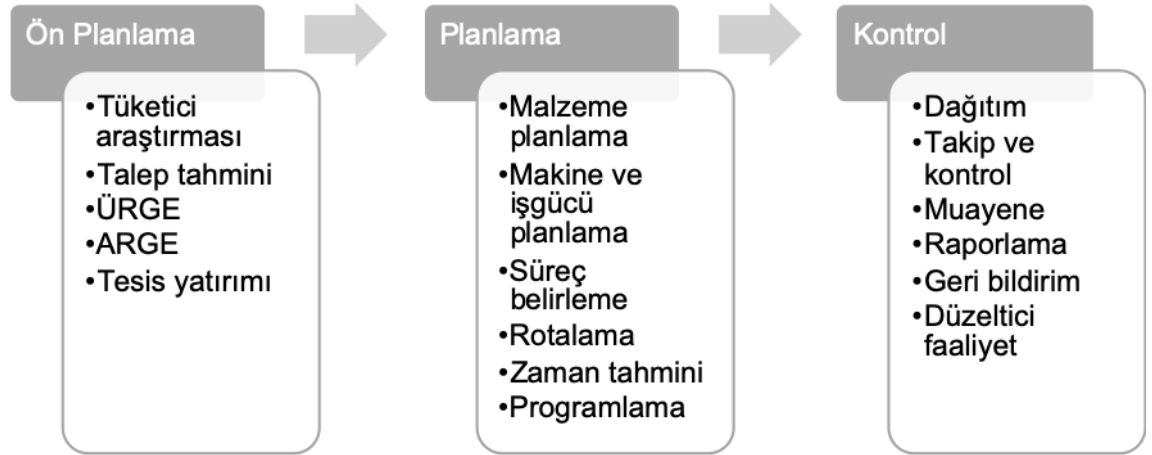 Ön Planlama
•Tüketici
araştırması
•Talep tahmini
•ÜRGE
•ARGE
•Tesis yatırımı
Planlama
•Malzeme
planlama
•Makine ve
işgücü
planlama
•Süreç
belirleme
•Rotalama
•Zaman tahmini
•Programlama
Kontrol
•Dağıtım
•Takip ve
kontrol
•Muayene
•Raporlama
•Geri bildirim
•Düzeltici
faaliyet